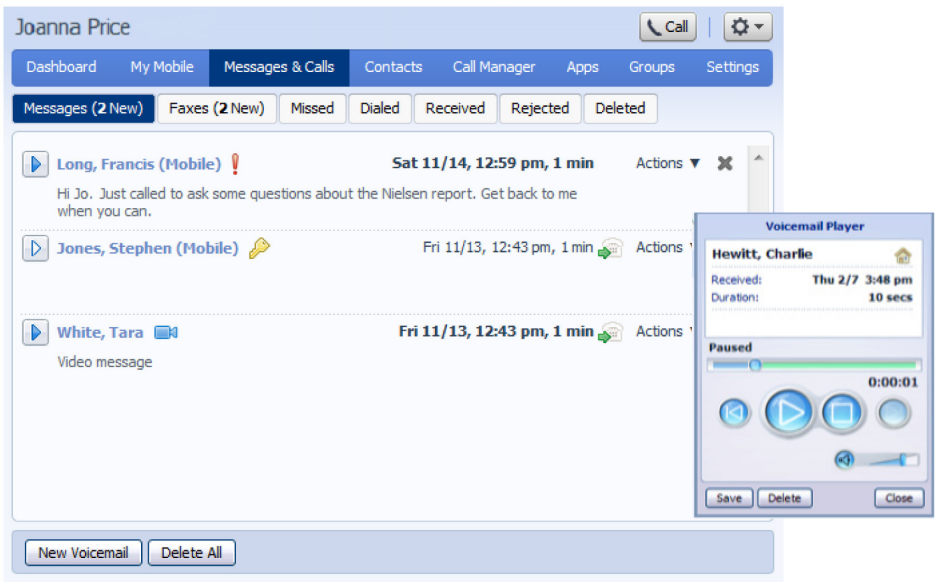 Joanna Price
Call
Dashboard My Mobile Messages & Calls Contacts Call Manager Apps Groups Settings
Messages (2 New) Faxes (2 New) Missed Dialed Received Rejected Deleted
Long, Francis (Mobile) Sat 11/14, 12:59 pm, 1 min Actions
Hi Jo. Just called to ask some questions about the Nielsen report. Get back to me
when you can.
Jones, Stephen (Mobile) Fri 11/13, 12:43 pm, 1 min Actions
White, Tara Fri 11/13, 12:43 pm, 1 min Actions
Video message
New Voicemail Delete All
Voicemail Player
Hewitt, Charlie
Received: Thu 2/7 3:48 pm
Duration: 10 secs
Paused
0:00:01
Save Delete Close